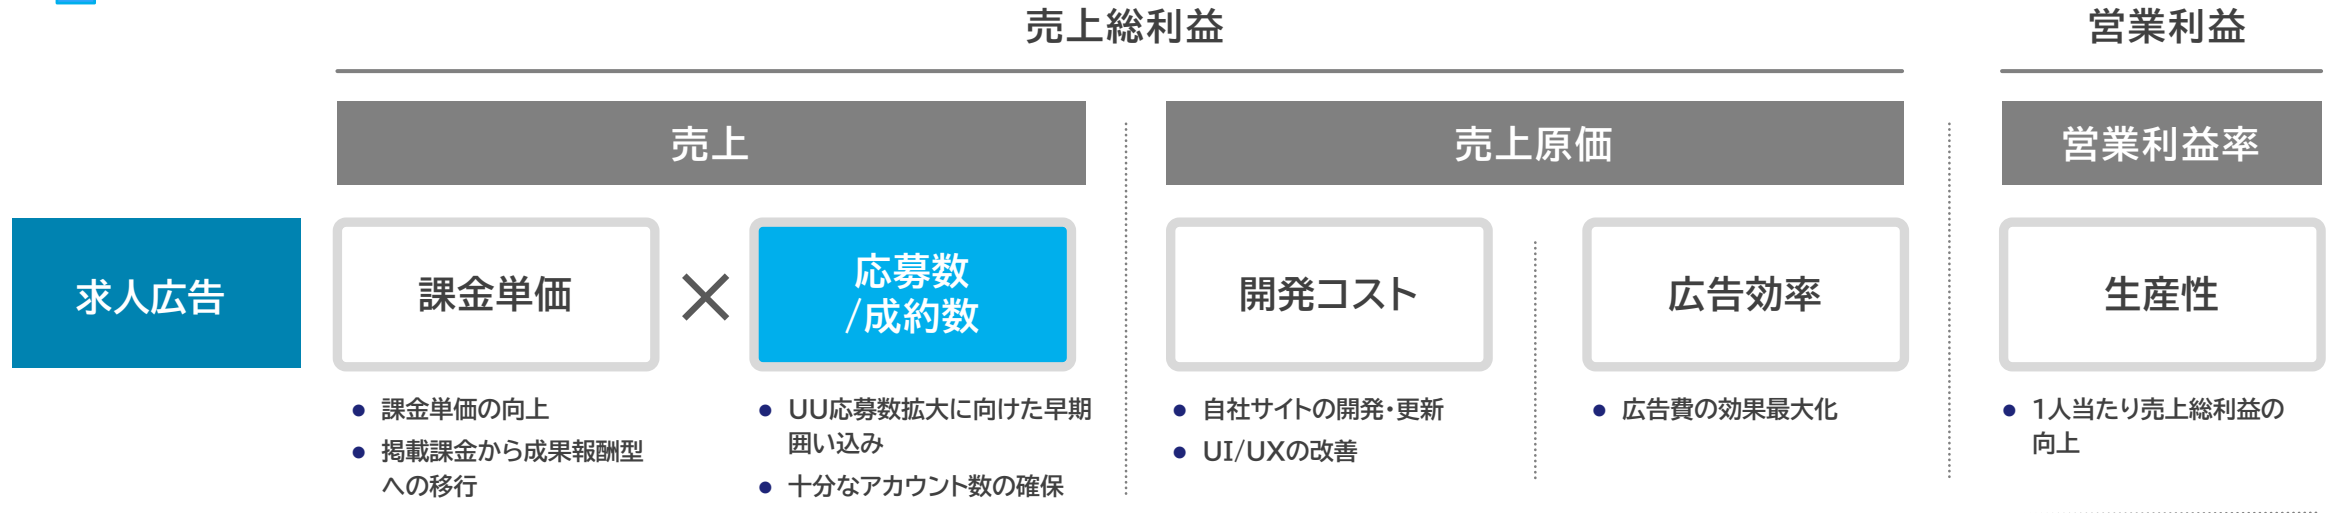 売上総利益
営業利益
売上
売上原価
営業利益率
求人広告
課金単価
×
応募数
/成約数
開発コスト
広告効率
生産性
● 課金単価の向上
● 掲載課金から成果報酬型
への移行
● UU応募数拡大に向けた早期
囲い込み
● 十分なアカウント数の確保
● 自社サイトの開発・更新
● UI/UXの改善
● 広告費の効果最大化
● 1人当たり売上総利益の
向上